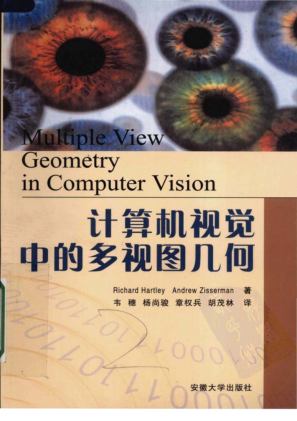 Multiple View
Geometry
in Computer Vision
计算机视觉
中的多视图几何
Richard Hartley Andrew Zisserman 著
韦穗 杨尚骏 章权兵 胡茂林 译
安徽大学出版社